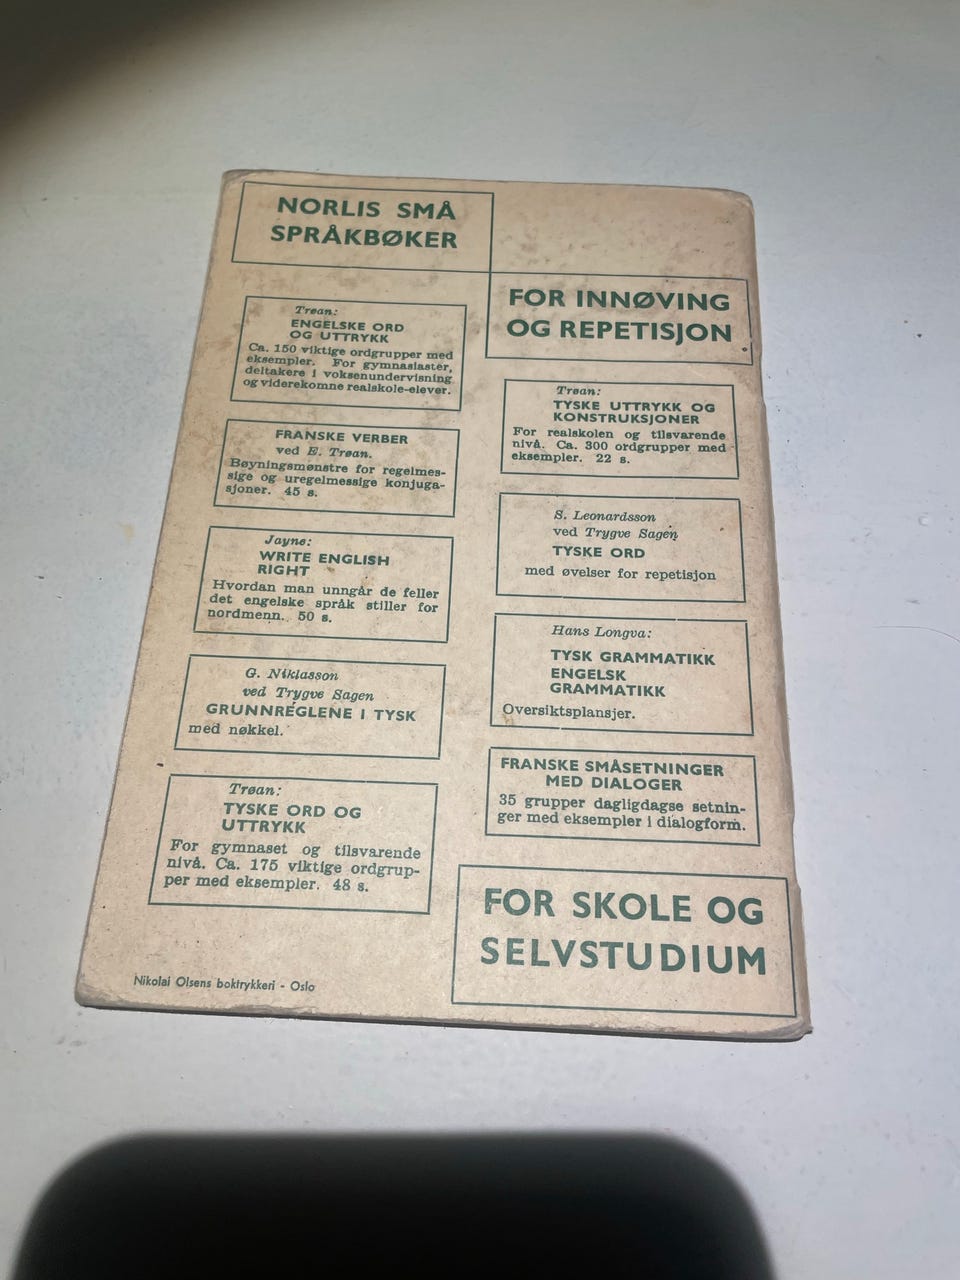 NORLIS SMÅ
SPRÅKBØKER
FOR INNØVING
OG REPETISJON
Trøan:
ENGELSKE ORD
OG UTTRYKK
Ca. 150 viktige ordgrupper med
eksempler. For gymnasiaster,
deltakere i voksenundervisning
og viderekomne realskole-elever.
FRANSKE VERBER
ved E. Trøan.
Bøyningsmønstre for regelmes-
sige og uregelmessige konjuga-
sjoner. 45 s.
Jayne:
WRITE ENGLISH
RIGHT
Hvordan man unngår de feller
det engelske språk stiller for
nordmenn. 50 s.
G. Niklasson
ved Trygve Sagen
GRUNNREGLENE I TYSK
med nøkkel.
Trøan:
TYSKE ORD OG
UTTRYKK
For gymnaset og tilsvarende
nivå. Ca. 175 viktige ordgrup-
per med eksempler. 48 s.
Trøan:
TYSKE UTTRYKK OG
KONSTRUKSJONER
For realskolen og tilsvarende
nivå. Ca. 300 ordgrupper med
eksempler. 22 s.
S. Leonardsson
ved Trygve Sagen
TYSKE ORD
med øvelser for repetisjon
Hans Longva:
TYSK GRAMMATIKK
ENGELSK
GRAMMATIKK
Oversiktsplansjer.
FRANSKE SMÅSETNINGER
MED DIALOGER
35 grupper dagligdagse setnin-
ger med eksempler i dialogform.
FOR SKOLE OG
SELVSTUDIUM
Nikolai Olsens boktrykkeri - Oslo